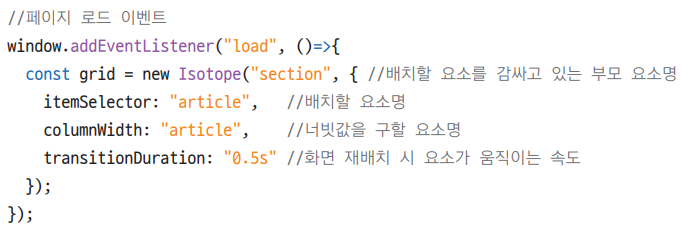 //페이지 로드 이벤트
window.addEventListener("load", ()=>{
  const grid = new Isotope("section", { //배치할 요소를 감싸고 있는 부모 요소명
    itemSelector: "article",   //배치할 요소명
    columnWidth: "article",    //너빗값을 구할 요소명
    transitionDuration: "0.5s" //화면 재배치 시 요소가 움직이는 속도
  });
});